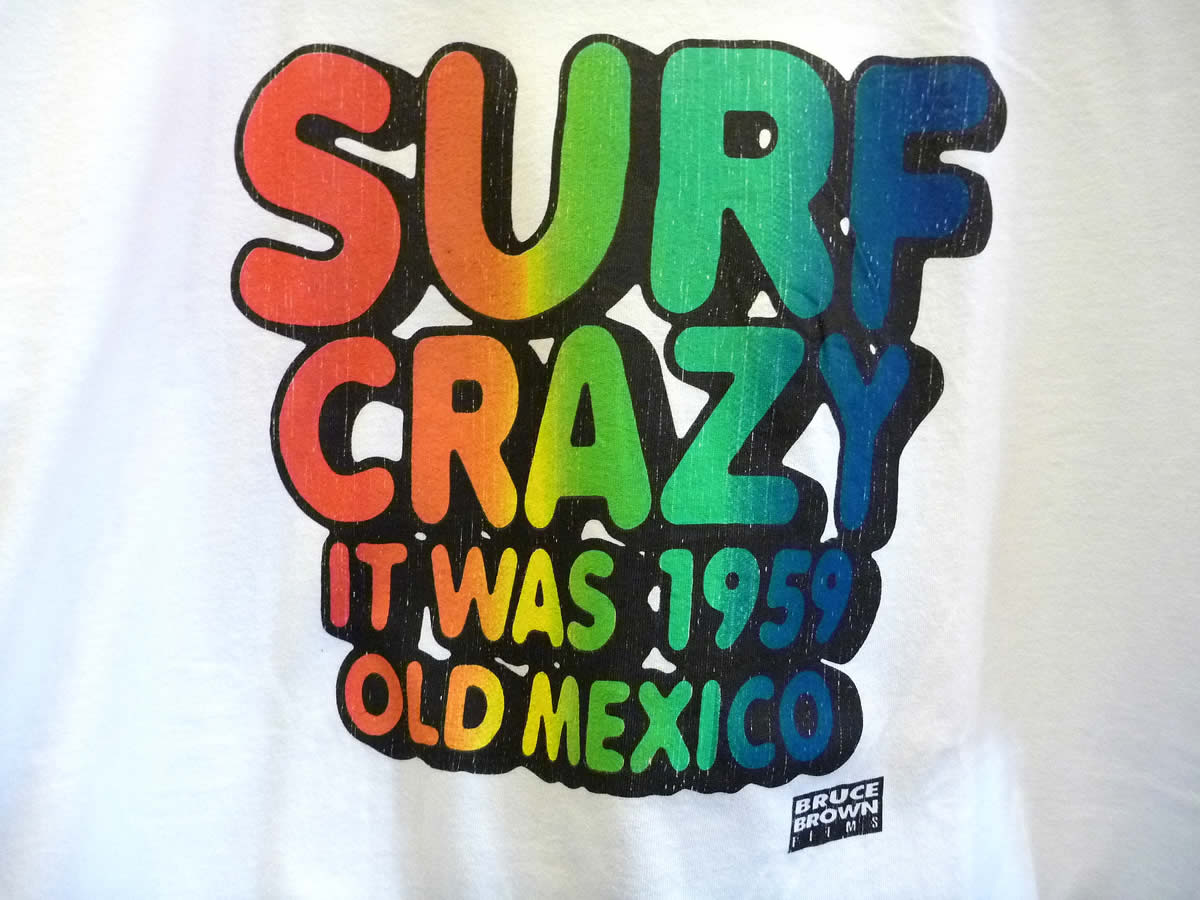 SURF
CRAZY
IT WAS 1959
OLD MEXICO
BRUCE
BROWN
FILMS